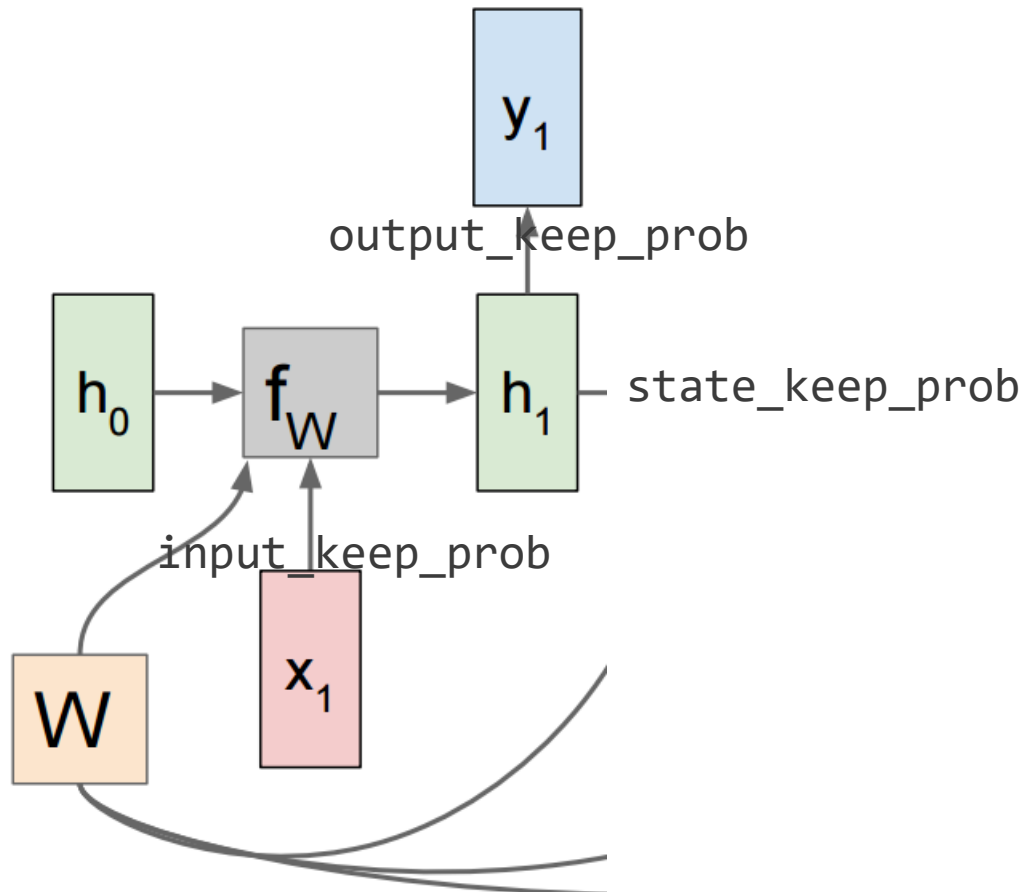 y1
output_keep_prob
h0
fW
h1
state_keep_prob
input_keep_prob
x1
W